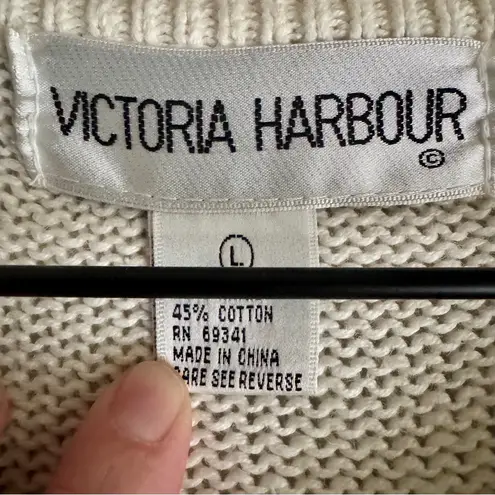 VICTORIA HARBOUR
©
L
45% COTTON
RN 69341
MADE IN CHINA
CARE SEE REVERSE